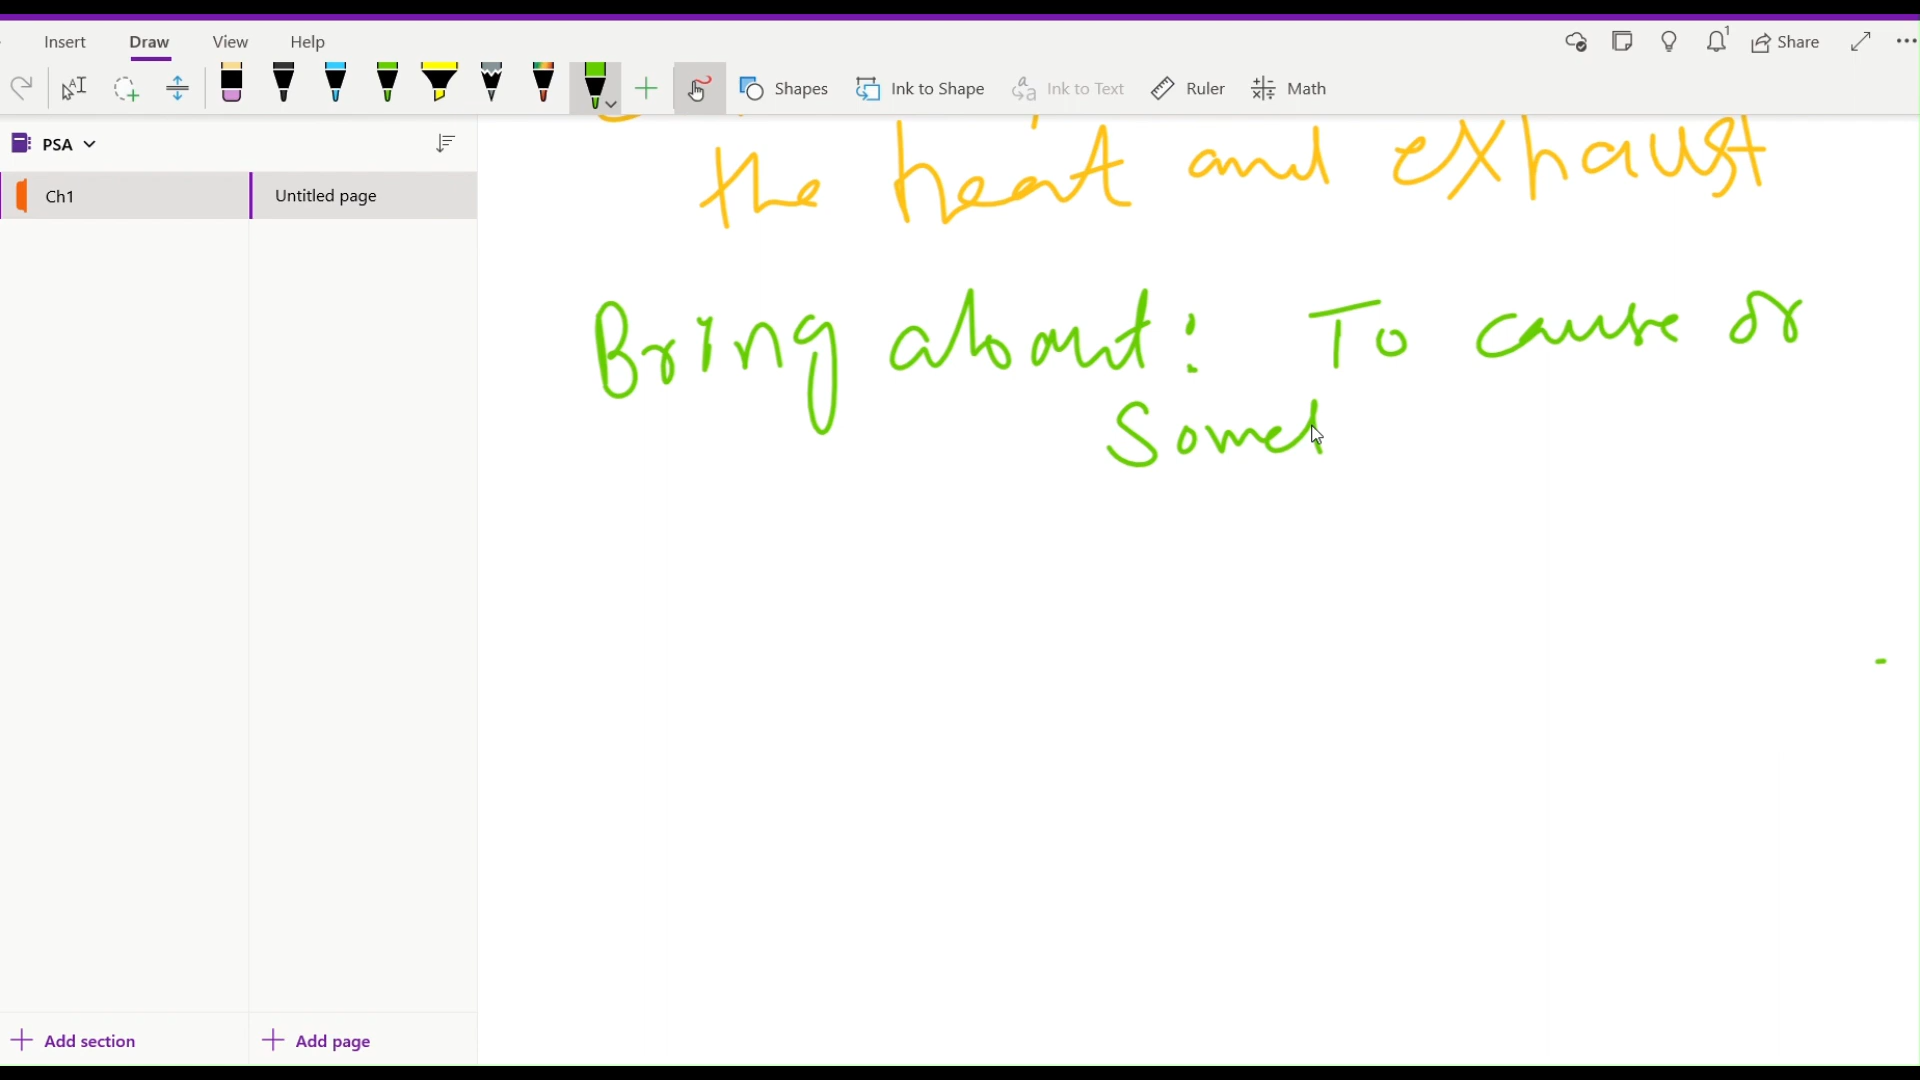 Insert Draw View Help 1 Share
Shapes Ink to Shape Ink to Text Ruler Math
PSA
Ch1 Untitled page
the heat and exhaust
Bring about: To cause or
Somet
Add section Add page